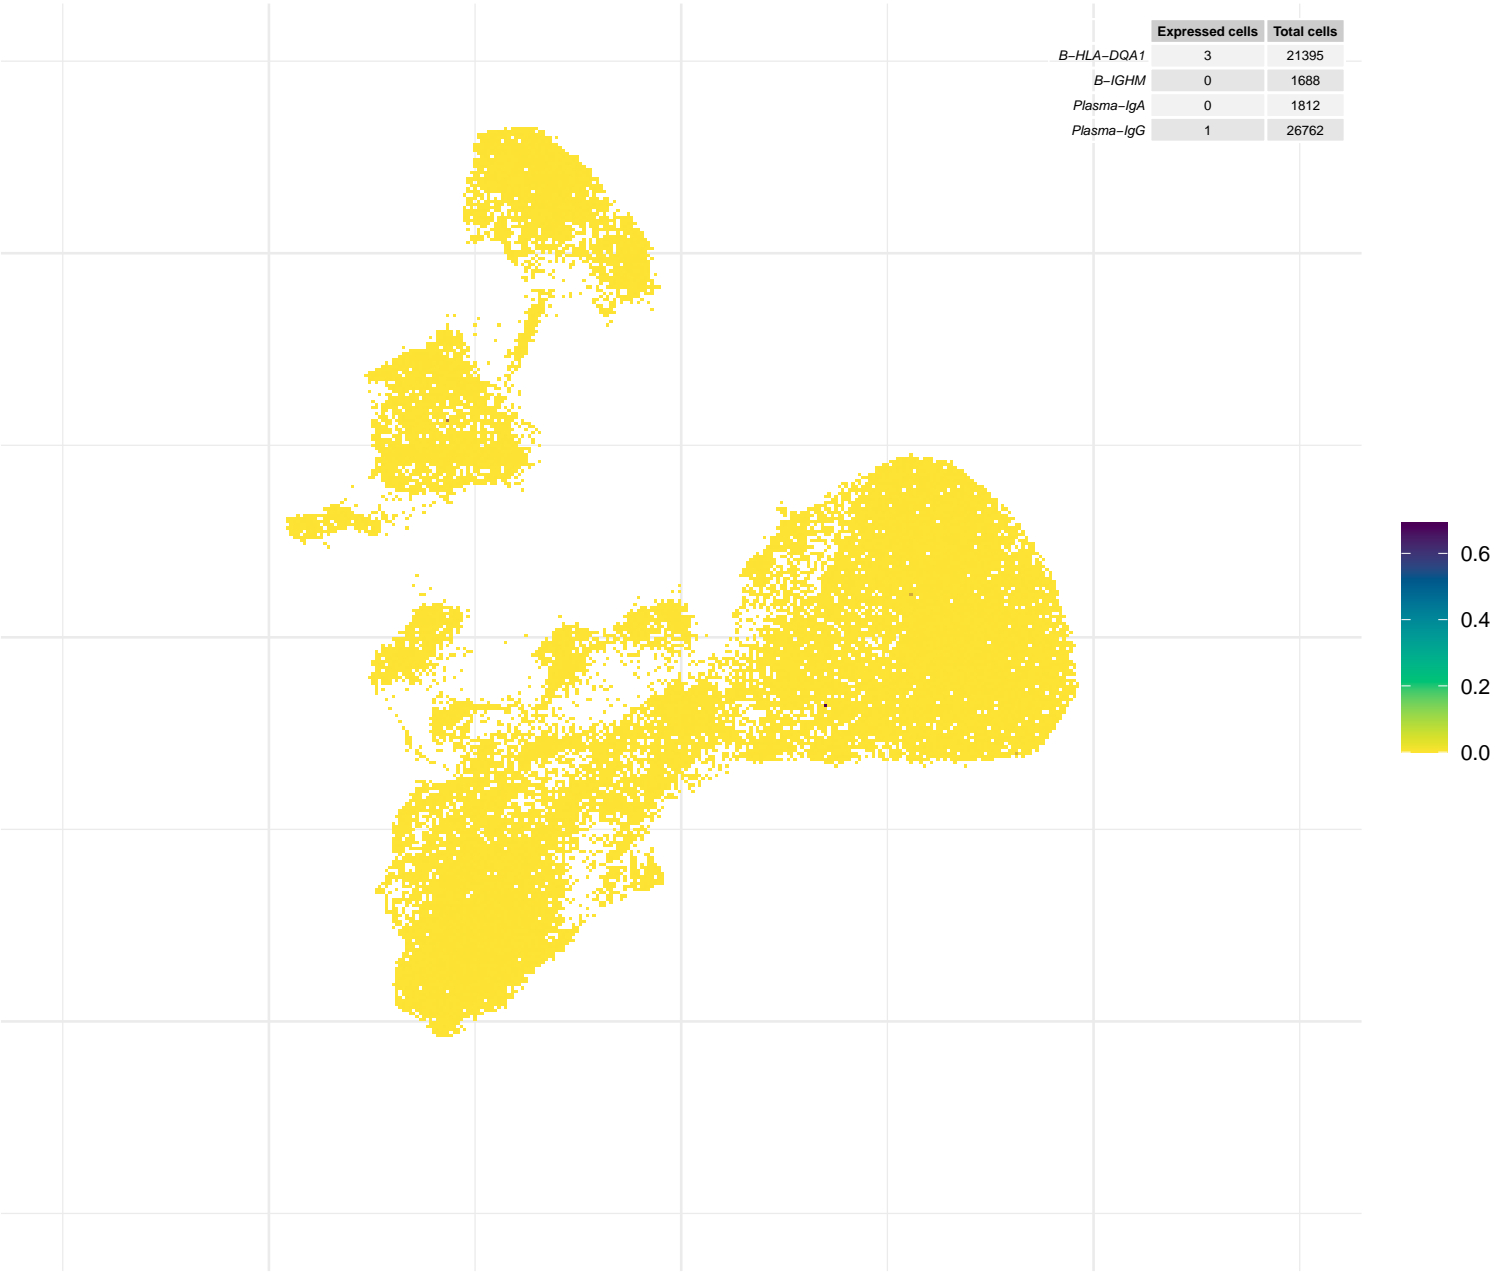 Expressed cells Total cells
B−HLA−DQA1 3 21395
B−IGHM 0 1688
Plasma−IgA 0 1812
Plasma−IgG 1 26762
0.6
0.4
0.2
0.0